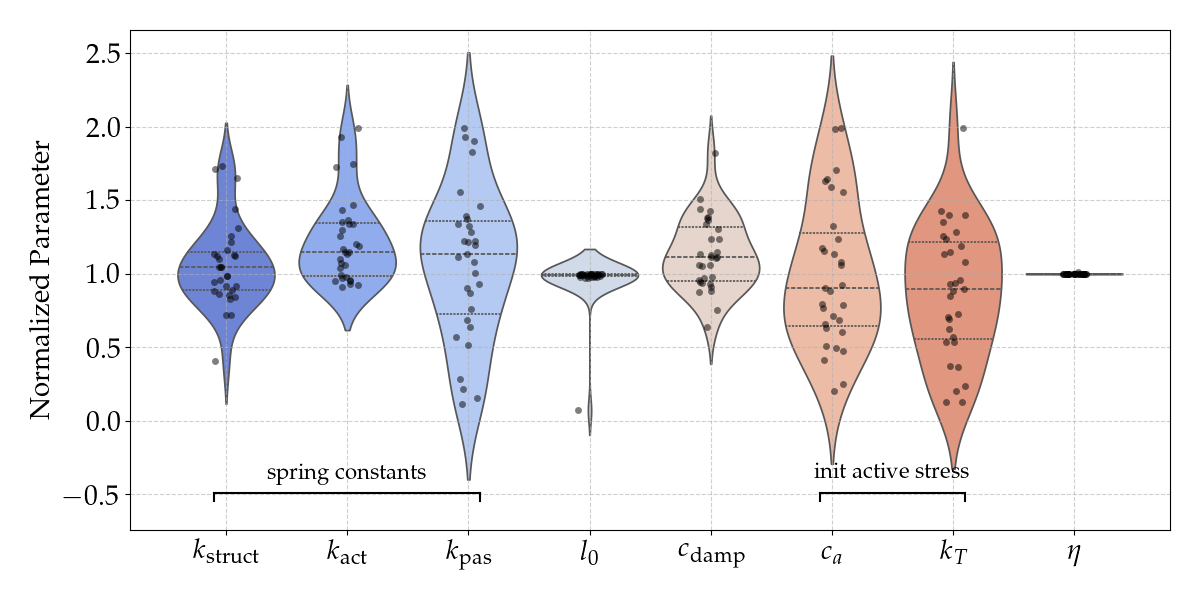 Normalized Parameter
2.5
2.0
1.5
1.0
0.5
0.0
−0.5
spring constants
init active stress
k_struct k_act k_pas l_0 c_damp c_a k_T η